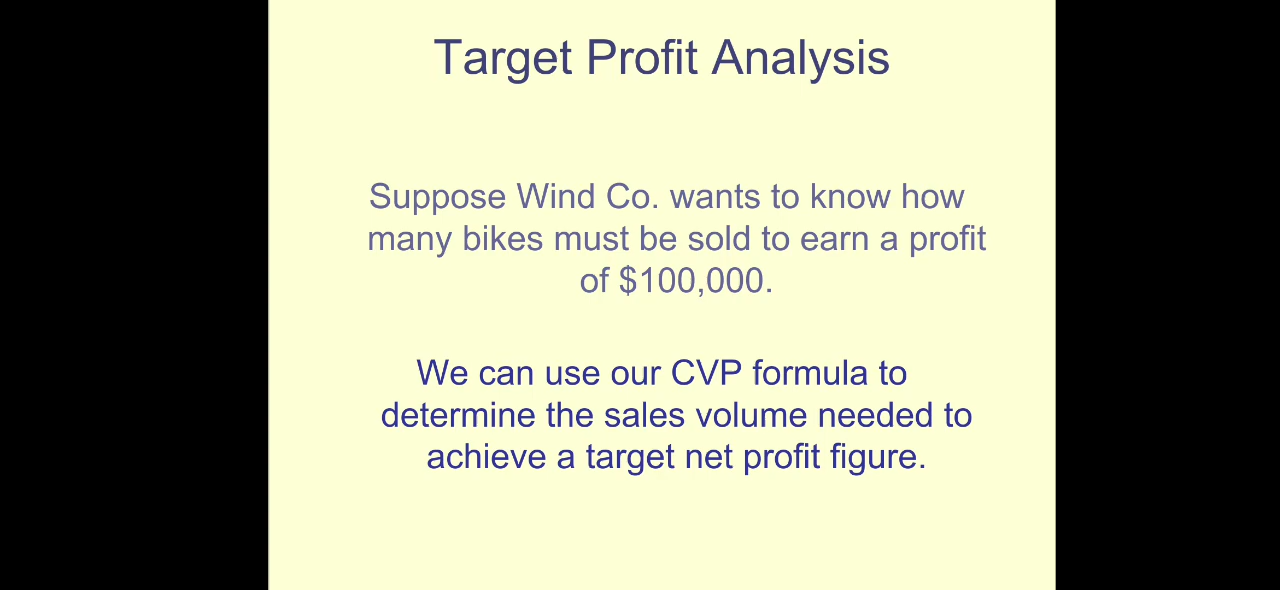 Target Profit Analysis
Suppose Wind Co. wants to know how
many bikes must be sold to earn a profit
of $100,000.
We can use our CVP formula to
determine the sales volume needed to
achieve a target net profit figure.